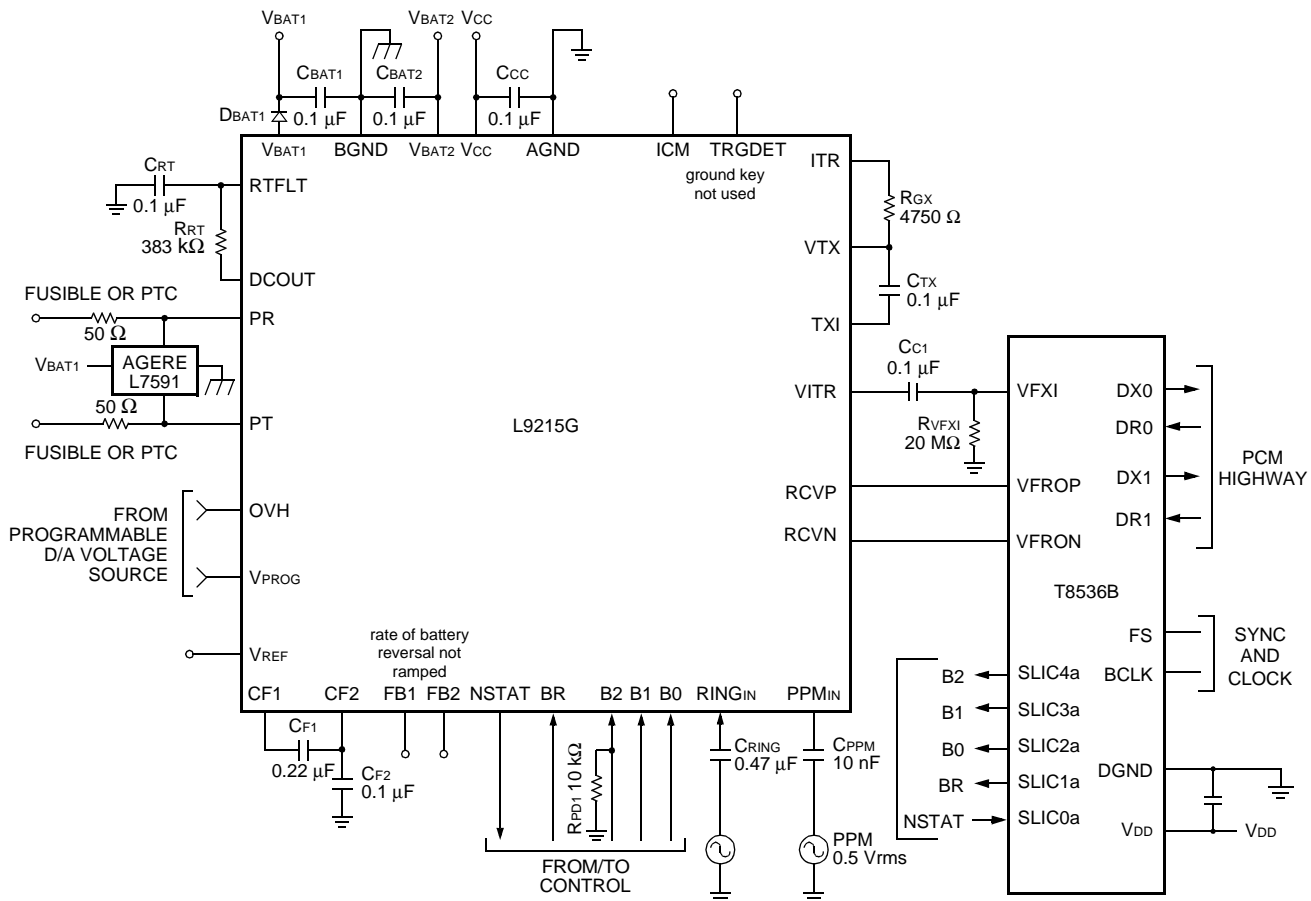 VBAT1
VBAT2
VCC
CBAT1
0.1 µF
CBAT2
0.1 µF
CCC
0.1 µF
DBAT1
VBAT1
BGND
VBAT2
VCC
AGND
ICM
TRGDET
ground key
not used
CRT
0.1 µF
RTFLT
RRT
383 kΩ
DCOUT
FUSIBLE OR PTC
50 Ω
PR
VBAT1
AGERE
L7591
50 Ω
PT
FUSIBLE OR PTC
FROM
PROGRAMMABLE
D/A VOLTAGE
SOURCE
OVH
VPROG
VREF
L9215G
ITR
RGX
4750 Ω
VTX
CTX
0.1 µF
TXI
CC1
0.1 µF
VITR
RVFXI
20 MΩ
RCVP
RCVN
rate of battery
reversal not
ramped
CF1
CF2
FB1
FB2
NSTAT
BR
B2
B1
B0
RINGIN
PPMIN
CF1
0.22 µF
CF2
0.1 µF
RPD1 10 kΩ
FROM/TO
CONTROL
CRING
0.47 µF
CPPM
10 nF
PPM
0.5 Vrms
VFXI
DX0
DR0
VFROP
DX1
DR1
VFRON
PCM
HIGHWAY
T8536B
FS
BCLK
SYNC
AND
CLOCK
B2
SLIC4a
B1
SLIC3a
B0
SLIC2a
BR
SLIC1a
NSTAT
SLIC0a
DGND
VDD
VDD